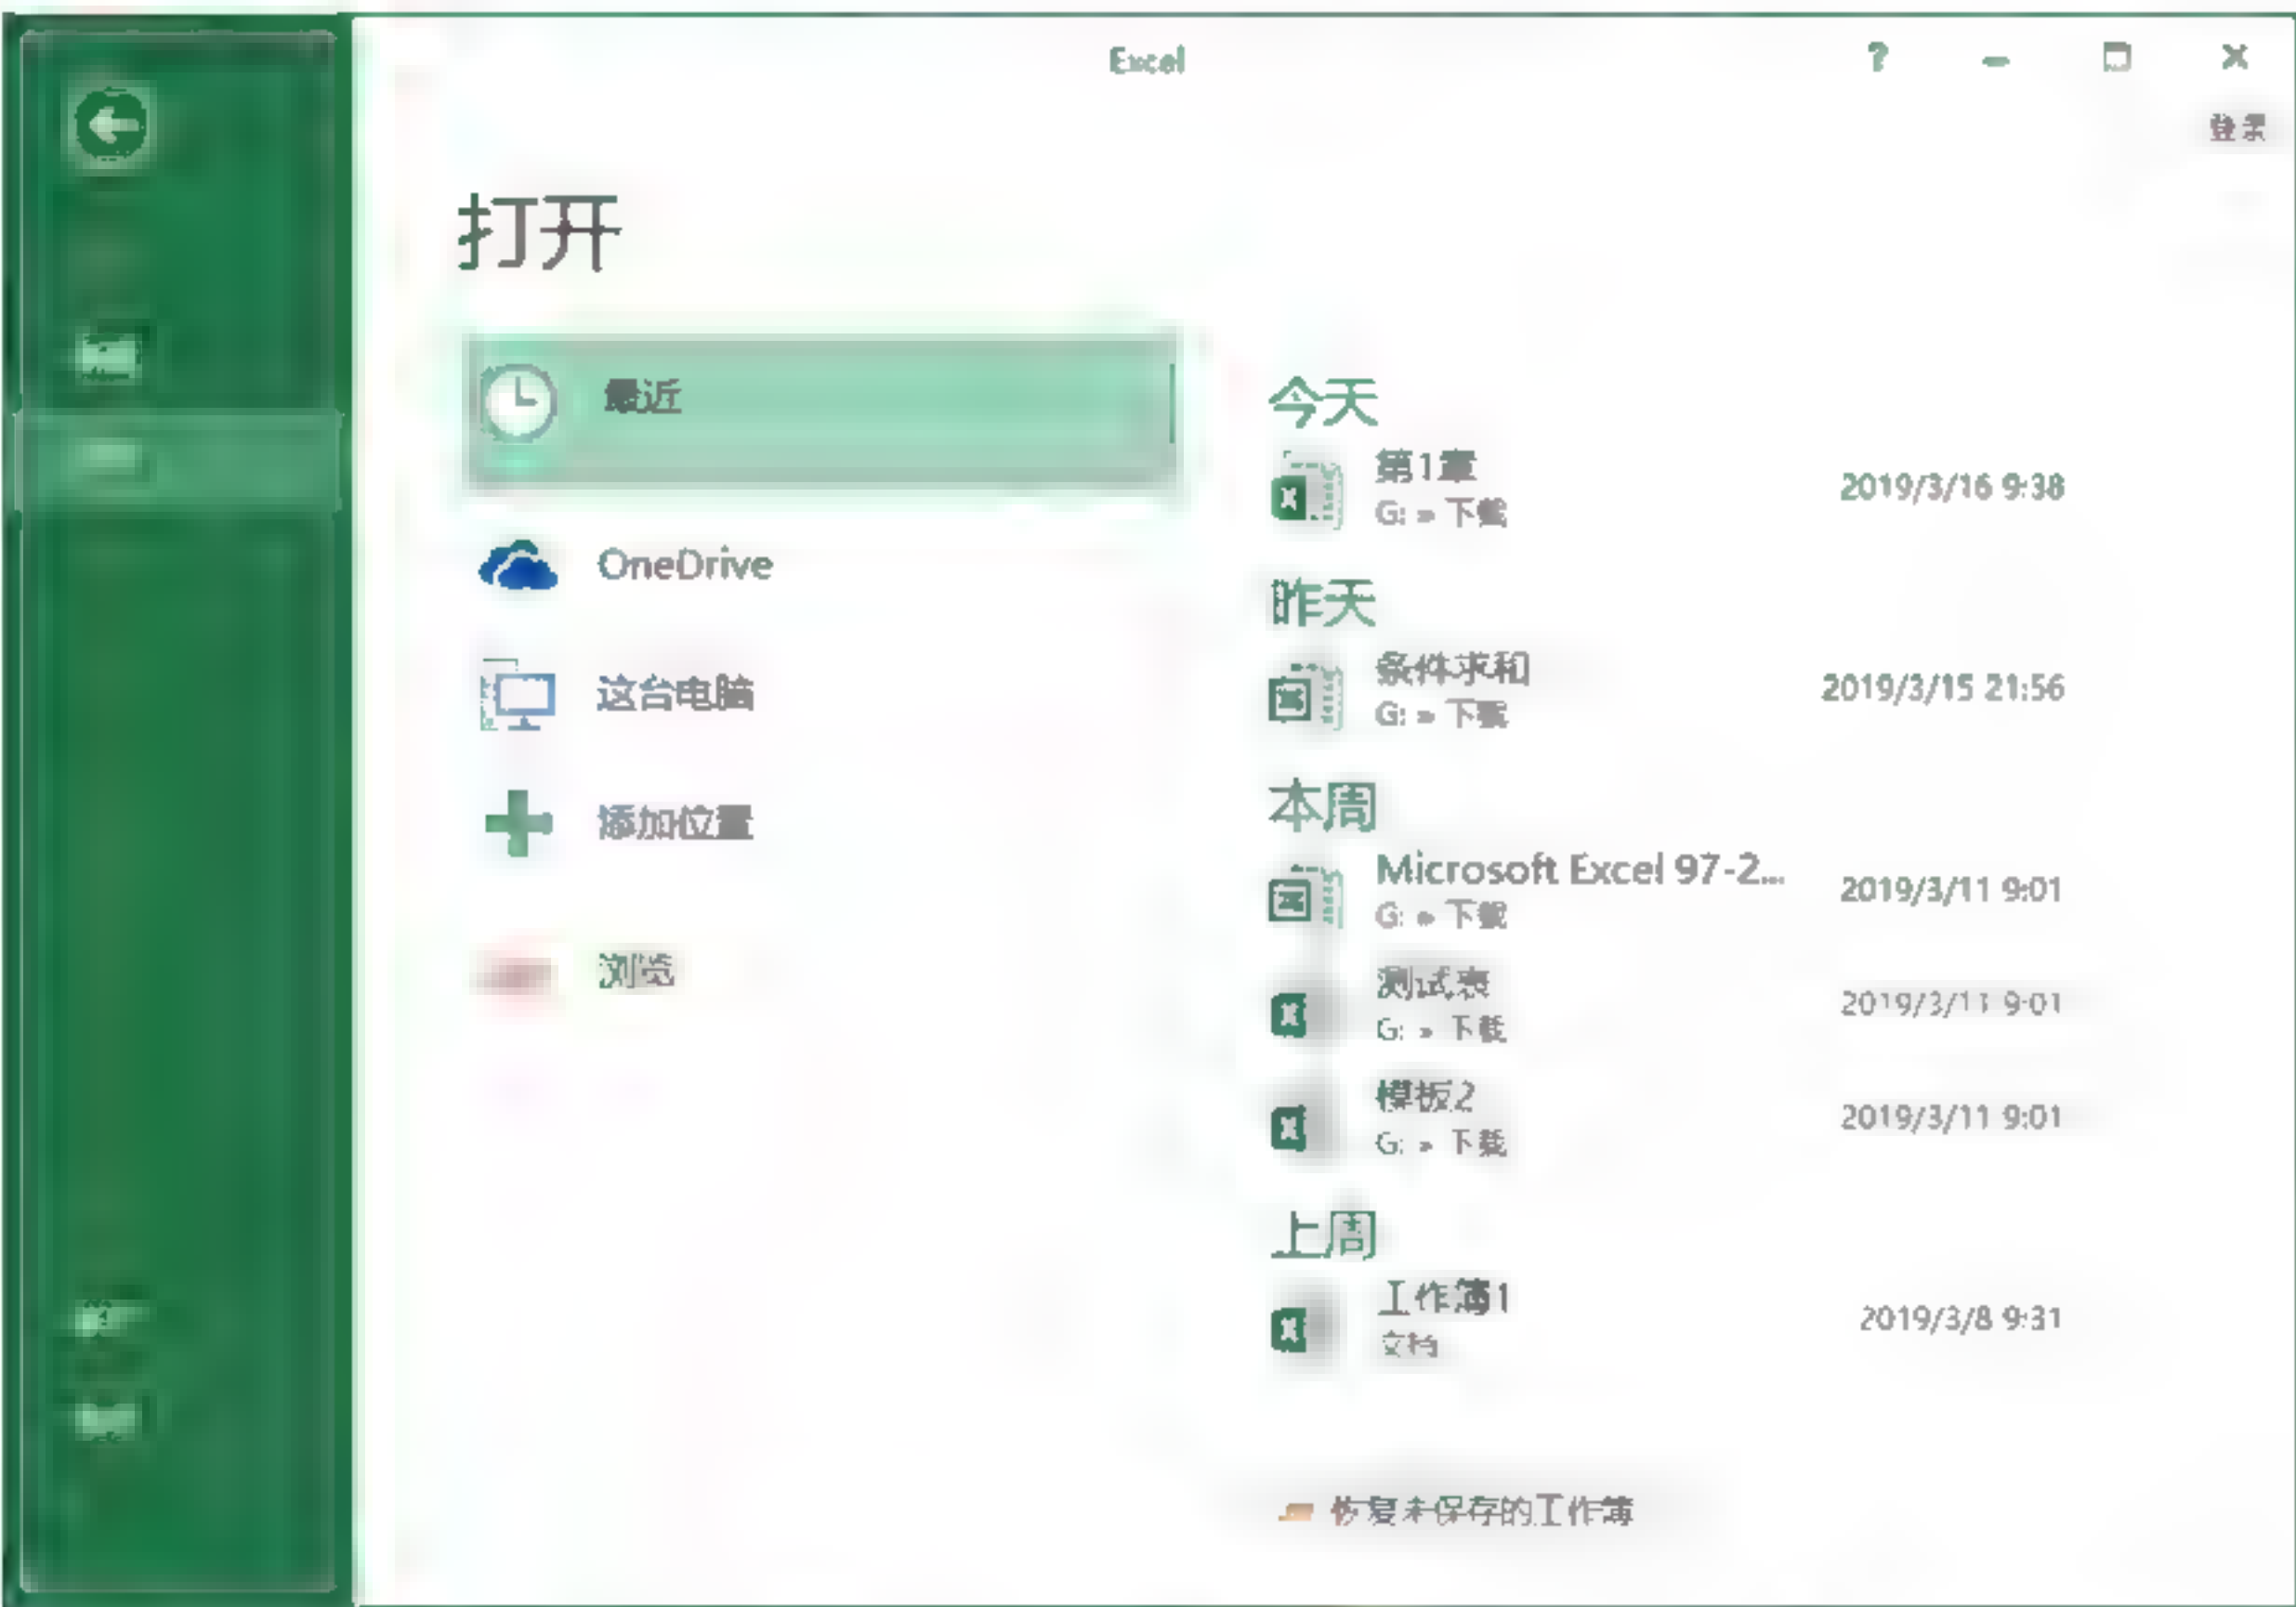 Excel
登录
打开
最近
OneDrive
这台电脑
添加位置
浏览
今天
第1章
2019/3/16 9:38
G: » 下载
昨天
条件求和
2019/3/15 21:56
G: » 下载
本周
Microsoft Excel 97-2...
2019/3/11 9:01
G: » 下载
测试表
2019/3/11 9:01
G: » 下载
模板2
2019/3/11 9:01
G: » 下载
上周
工作簿1
2019/3/8 9:31
文档
修复未保存的工作簿